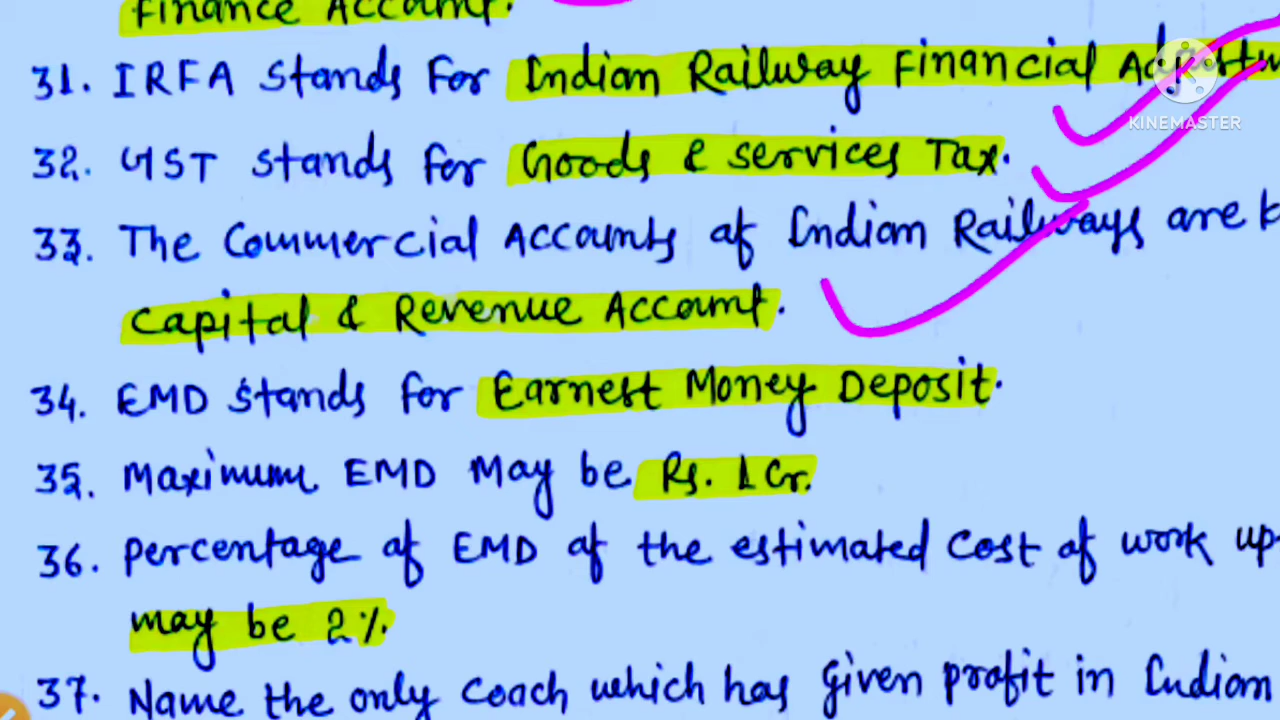 Finance Account.
31. IRFA stands for Indian Railway Financial
KINEMASTER
32. GST stands for Goods & Services Tax.
33. The Commercial Accounts of Indian Railways are
Capital & Revenue Account.
34. EMD stands for Earnest Money Deposit.
35. Maximum EMD May be Rs. 1 Cr.
36. Percentage of EMD of the estimated cost of work
may be 2%.
37. Name the only coach which has given profit in Indian